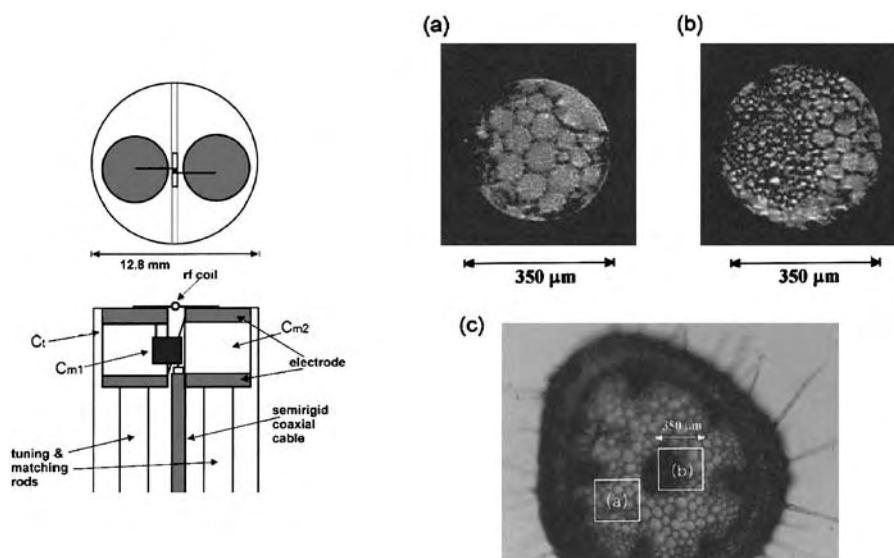 12.8 mm
rf coil
Ct
Cm1
Cm2
electrode
semirigid
coaxial
cable
tuning &
matching
rods
(a)
350 µm
(b)
350 µm
(c)
350 µm
(b)
(a)